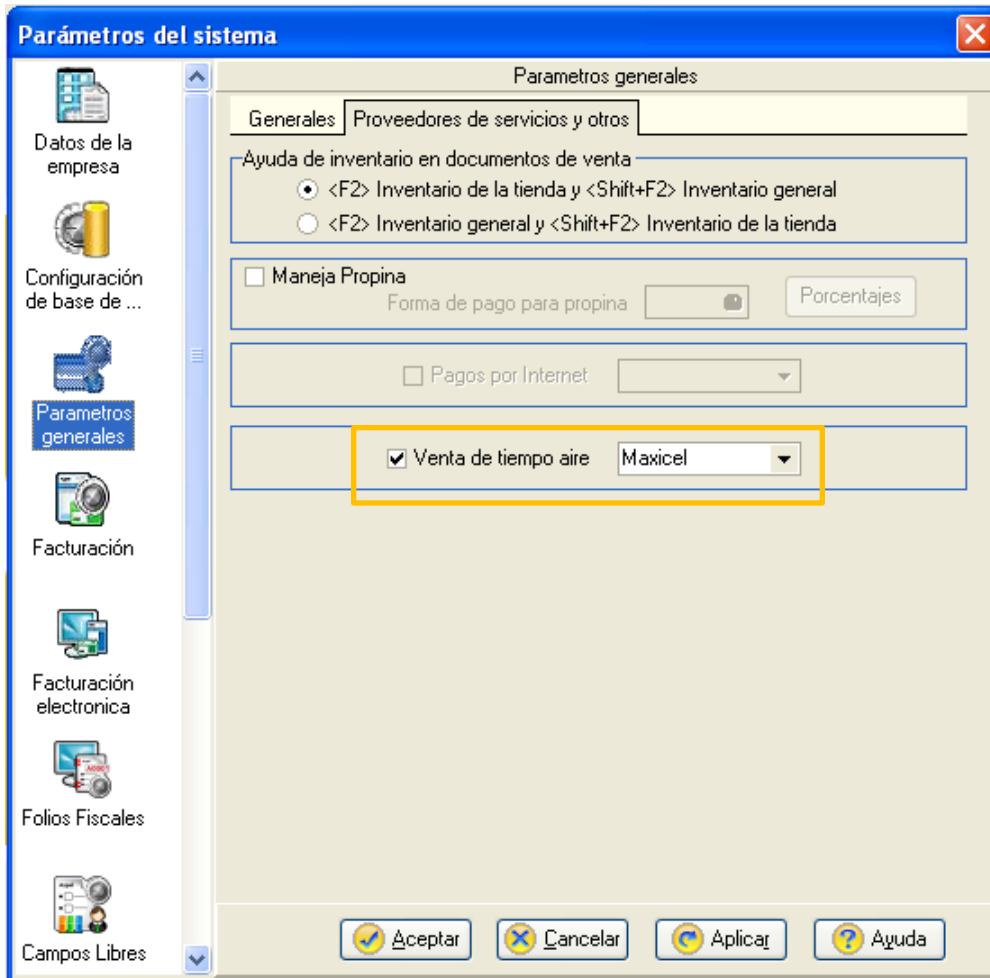 Parámetros del sistema
Datos de la
empresa
Configuración
de base de ...
Parametros
generales
Facturación
Facturación
electronica
Folios Fiscales
Campos Libres
Parametros generales
Generales
Proveedores de servicios y otros
Ayuda de inventario en documentos de venta
<F2> Inventario de la tienda y <Shift+F2> Inventario general
<F2> Inventario general y <Shift+F2> Inventario de la tienda
Maneja Propina
Forma de pago para propina
Porcentajes
Pagos por Internet
Venta de tiempo aire
Maxicel
Aceptar
Cancelar
Aplicar
Ayuda